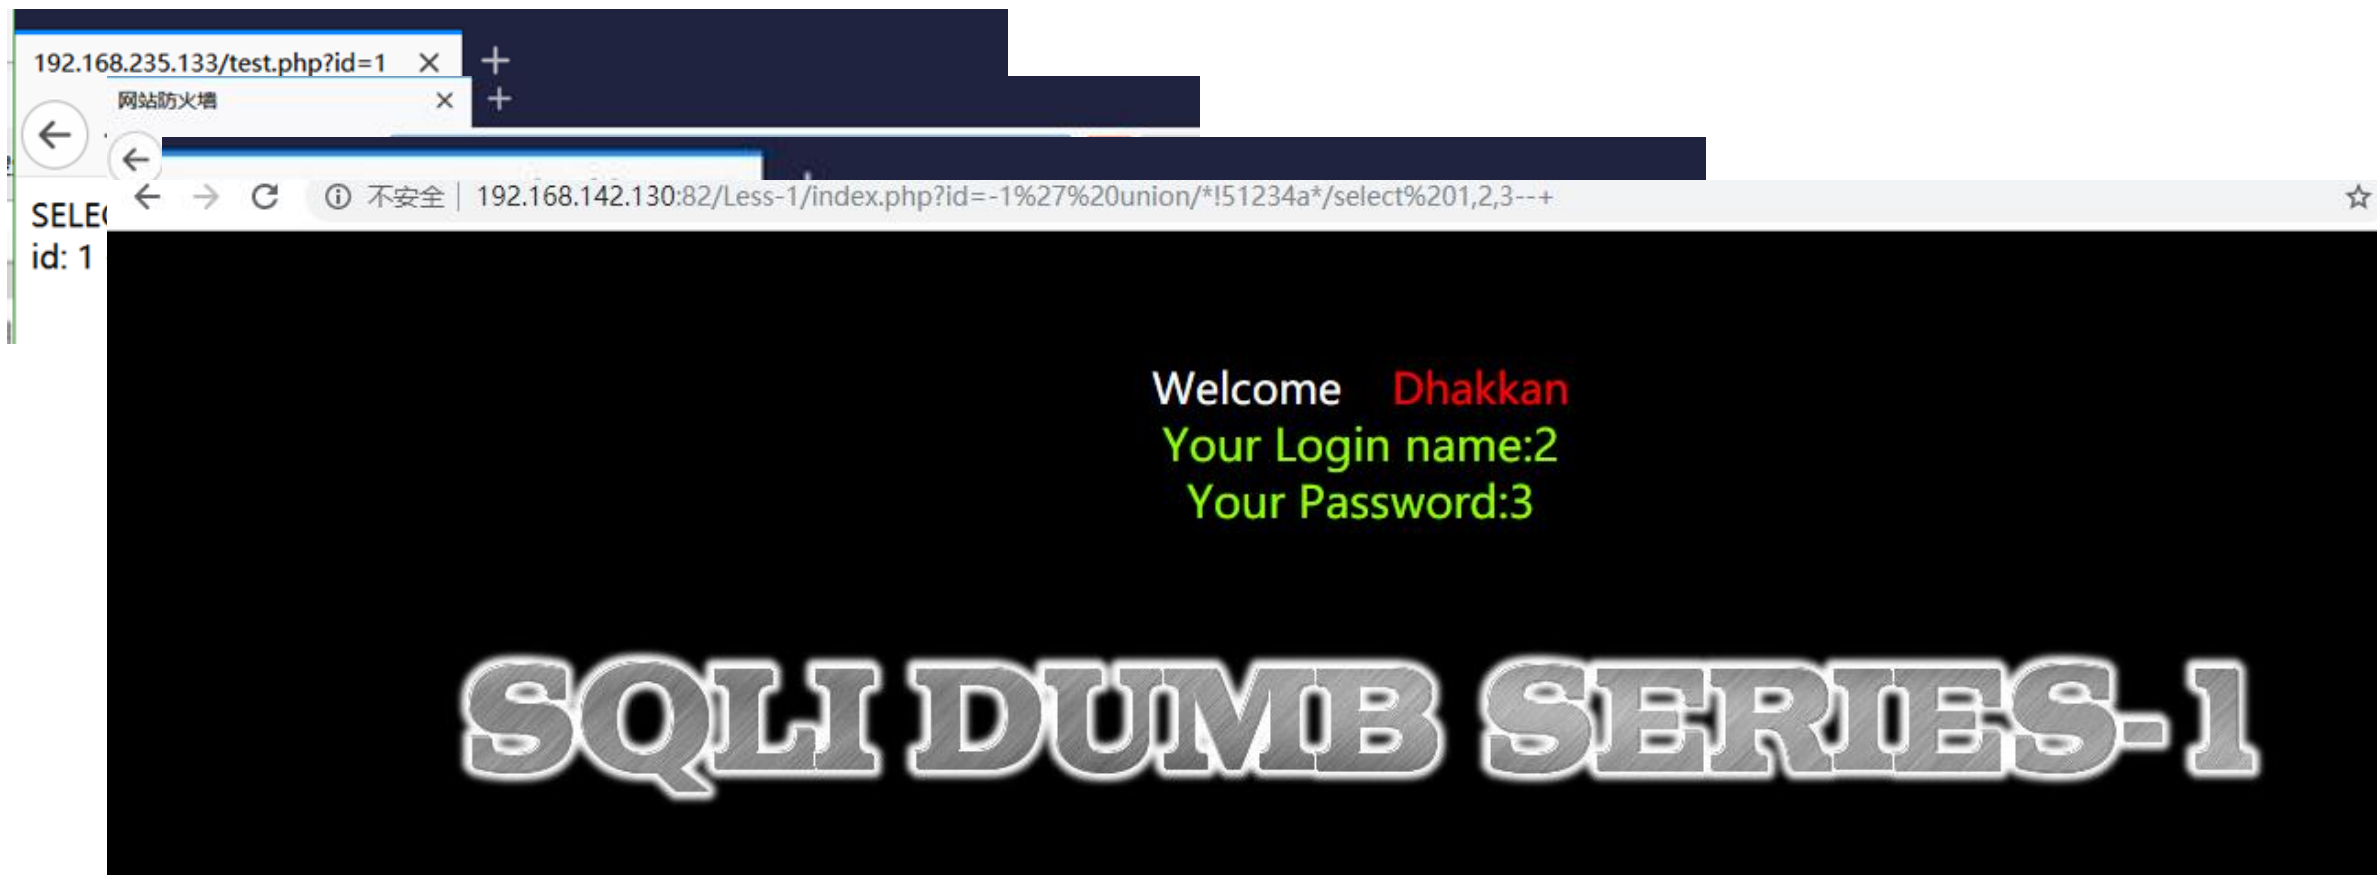 192.168.235.133/test.php?id=1
网站防火墙
不安全 192.168.142.130:82/Less-1/index.php?id=-1%27%20union/*!51234a*/select%201,2,3--+
id: 1
Welcome Dhakkan
Your Login name:2
Your Password:3
SQLI DUMB SERIES-1